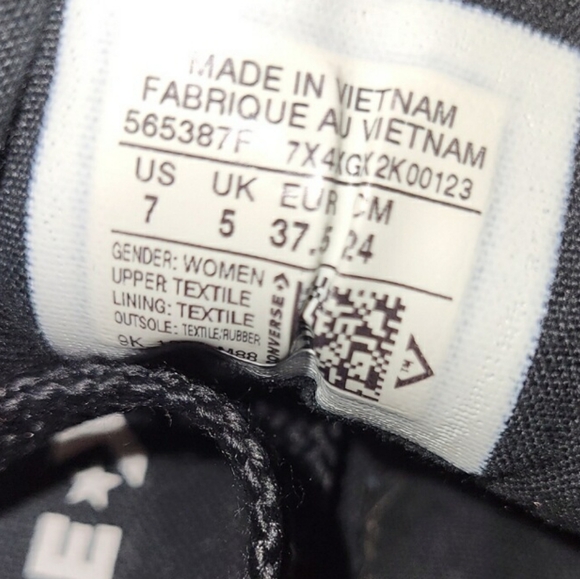 MADE IN VIETNAM
FABRIQUE AU VIETNAM
565387F
US UK EUR CM
7 5 37.5 24
GENDER: WOMEN
UPPER: TEXTILE
LINING: TEXTILE
OUTSOLE: TEXTILE/RUBBER
CONVERSE
TM